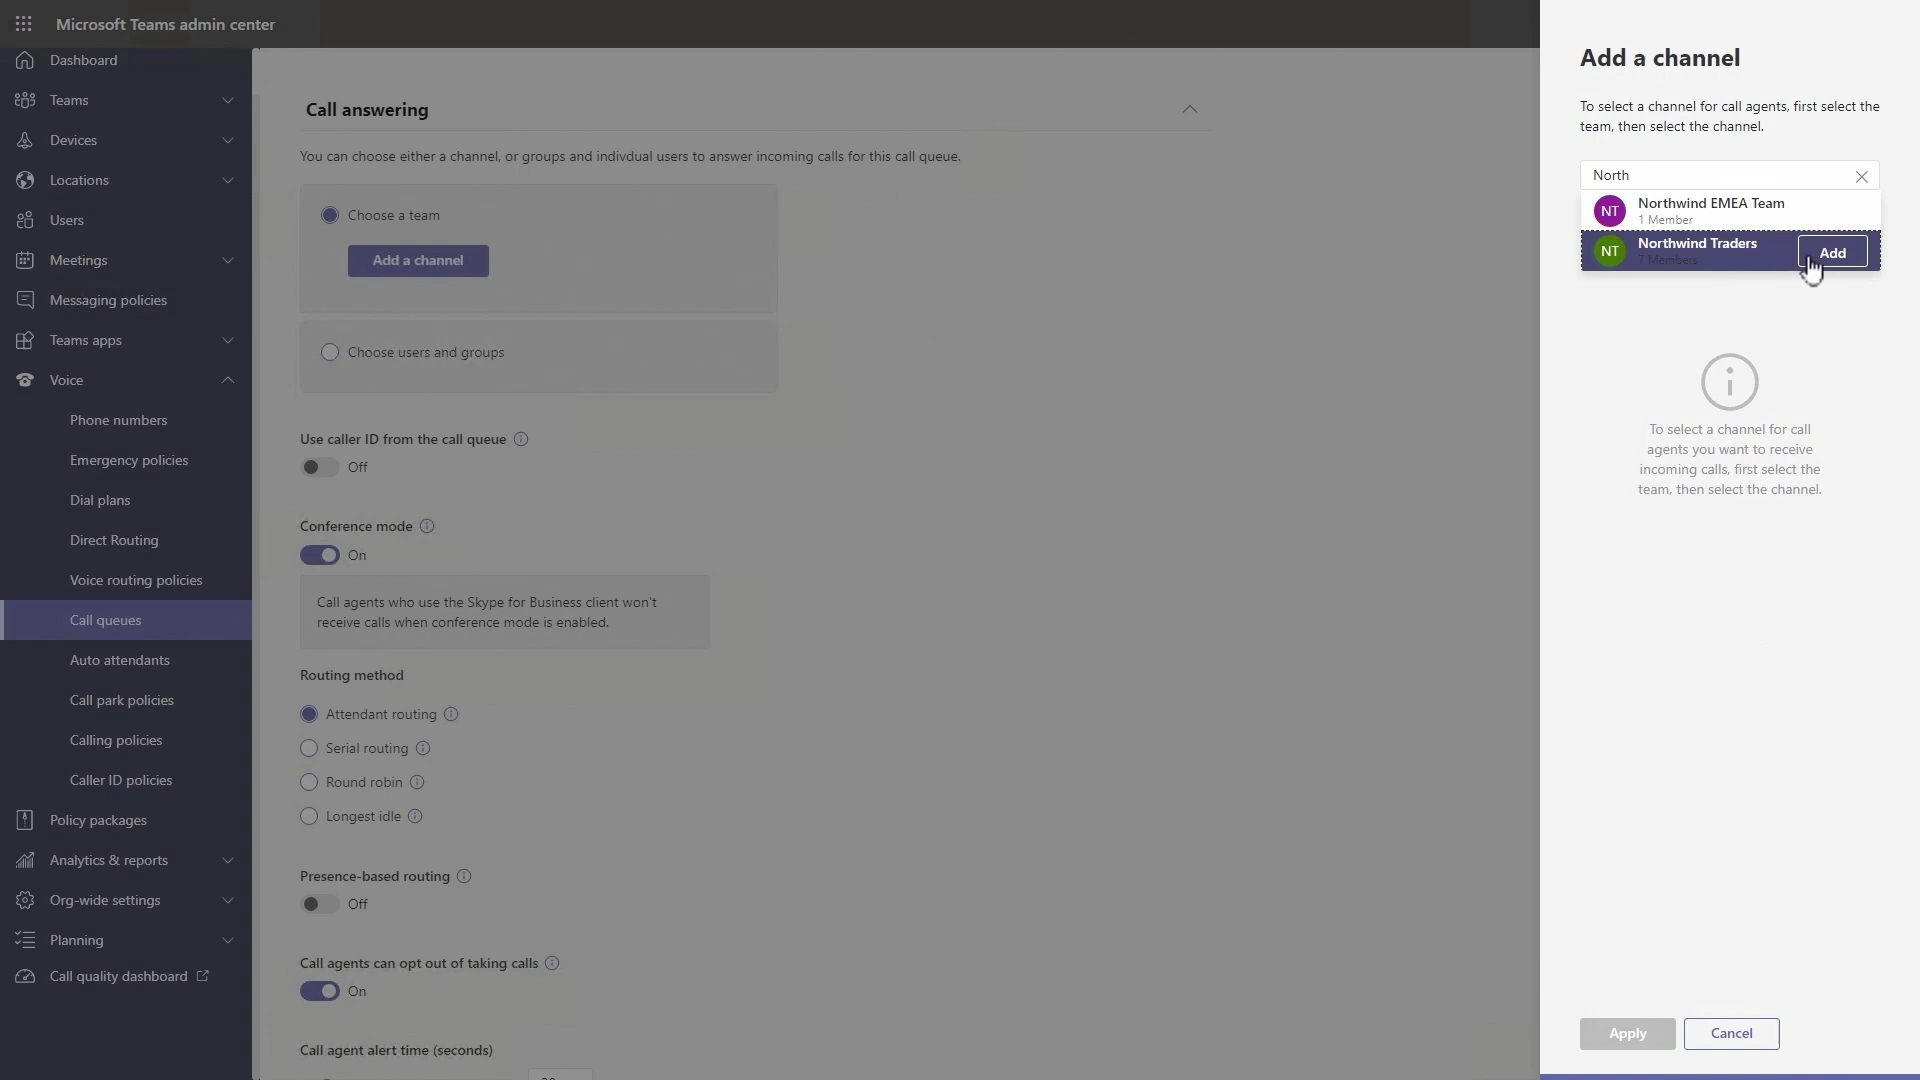 Microsoft Teams admin center
Dashboard
Teams
Devices
Locations
Users
Meetings
Messaging policies
Teams apps
Voice
Phone numbers
Emergency policies
Dial plans
Direct Routing
Voice routing policies
Call queues
Auto attendants
Call park policies
Calling policies
Caller ID policies
Policy packages
Analytics & reports
Org-wide settings
Planning
Call quality dashboard
Call answering
You can choose either a channel, or groups and indivdual users to answer incoming calls for this call queue.
Choose a team
Add a channel
Choose users and groups
Use caller ID from the call queue
Off
Conference mode
On
Call agents who use the Skype for Business client won't
receive calls when conference mode is enabled.
Routing method
Attendant routing
Serial routing
Round robin
Longest idle
Presence-based routing
Off
Call agents can opt out of taking calls
On
Call agent alert time (seconds)
Add a channel
To select a channel for call agents, first select the
team, then select the channel.
North
NT
Northwind EMEA Team
1 Member
NT
Northwind Traders
7 Members
Add
To select a channel for call
agents you want to receive
incoming calls, first select the
team, then select the channel.
Apply
Cancel